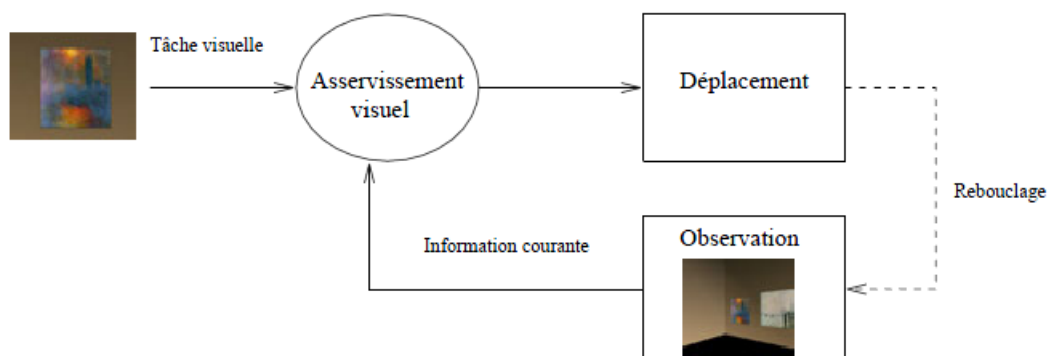 Tâche visuelle
Asservissement
visuel
Déplacement
Rebouclage
Information courante
Observation